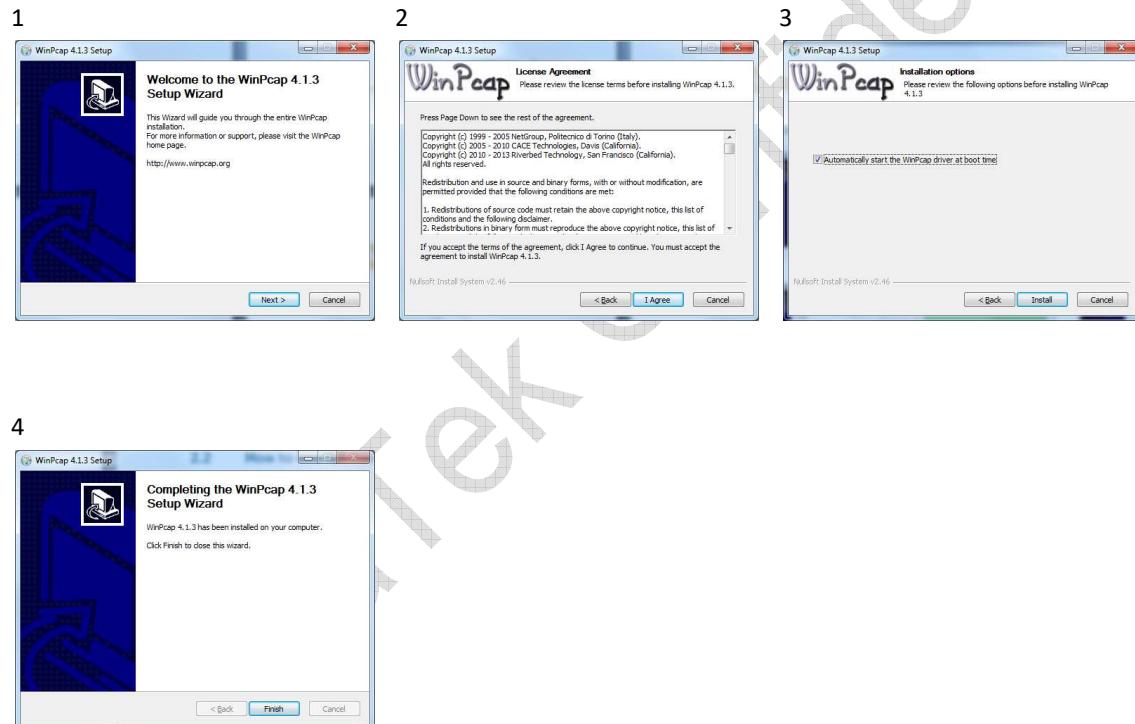 1
WinPcap 4.1.3 Setup
Welcome to the WinPcap 4.1.3
Setup Wizard
This Wizard will guide you through the entire WinPcap
installation.
For more information or support, please visit the WinPcap
home page.
http://www.winpcap.org
Next >
Cancel
2
WinPcap 4.1.3 Setup
WinPcap
License Agreement
Please review the license terms before installing WinPcap 4.1.3.
Press Page Down to see the rest of the agreement.
Copyright (c) 1999 - 2005 NetGroup, Politecnico di Torino (Italy).
Copyright (c) 2005 - 2010 CACE Technologies, Davis (California).
Copyright (c) 2010 - 2013 Riverbed Technology, San Francisco (California).
All rights reserved.
Redistribution and use in source and binary forms, with or without modification, are
permitted provided that the following conditions are met:
1. Redistributions of source code must retain the above copyright notice, this list of
conditions and the following disclaimer.
2. Redistributions in binary form must reproduce the above copyright notice, this list of
If you accept the terms of the agreement, click I Agree to continue. You must accept the
agreement to install WinPcap 4.1.3.
Nullsoft Install System v2.46
< Back
I Agree
Cancel
3
WinPcap 4.1.3 Setup
WinPcap
Installation options
Please review the following options before installing WinPcap
4.1.3
Automatically start the WinPcap driver at boot time
Nullsoft Install System v2.46
< Back
Install
Cancel
4
WinPcap 4.1.3 Setup
2.2 How to
Completing the WinPcap 4.1.3
Setup Wizard
WinPcap 4.1.3 has been installed on your computer.
Click Finish to close this wizard.
< Back
Finish
Cancel